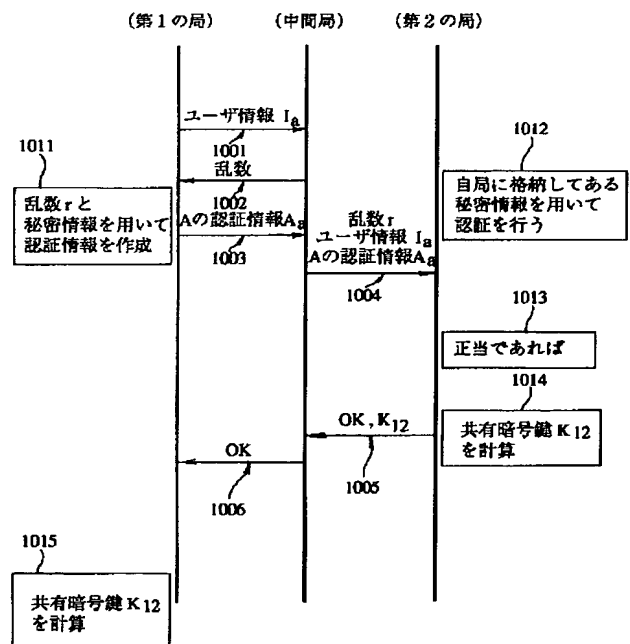 (第1の局)
(中間局)
(第2の局)
ユーザ情報 Ia
1001
乱数
1002
1011
乱数rと
秘密情報を用いて
認証情報を作成
Aの認証情報Aa
1003
乱数r
ユーザ情報 Ia
Aの認証情報Aa
1004
1012
自局に格納してある
秘密情報を用いて
認証を行う
1013
正当であれば
1014
共有暗号鍵K12
を計算
OK, K12
1005
OK
1006
1015
共有暗号鍵K12
を計算